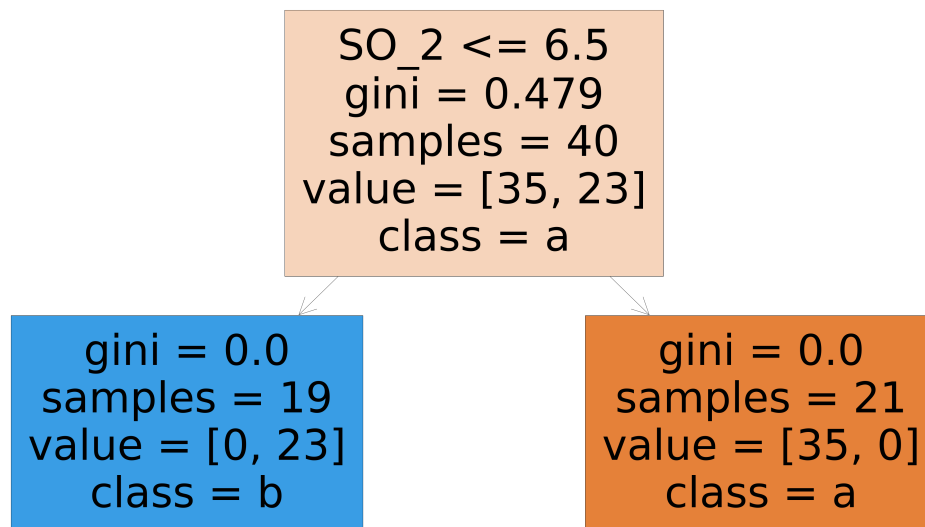 SO_2 <= 6.5
gini = 0.479
samples = 40
value = [35, 23]
class = a
gini = 0.0
samples = 19
value = [0, 23]
class = b
gini = 0.0
samples = 21
value = [35, 0]
class = a